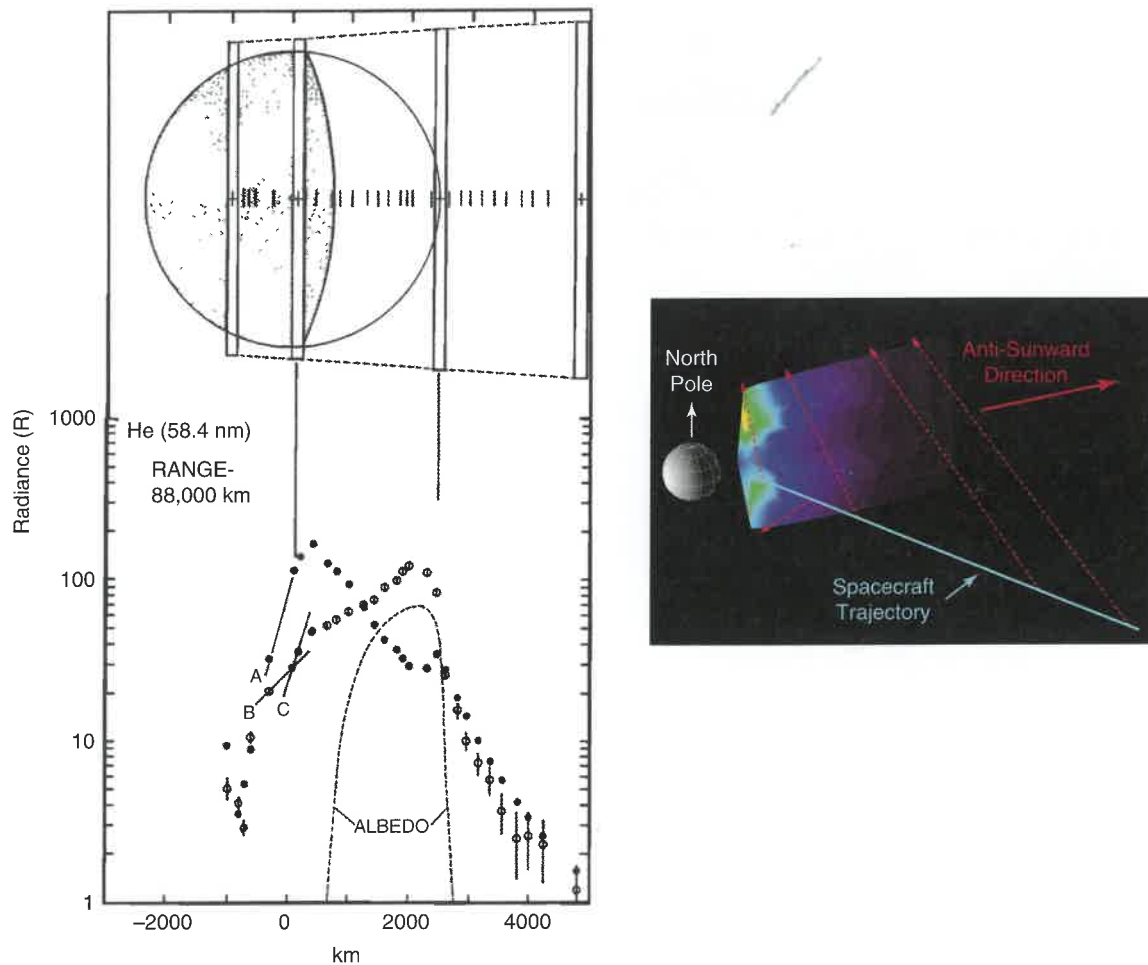 Radiance (R)
1000
100
10
1
He (58.4 nm)
RANGE-
88,000 km
A
B
C
ALBEDO
–2000
0
2000
4000
km
North
Pole
Anti-Sunward
Direction
Spacecraft
Trajectory